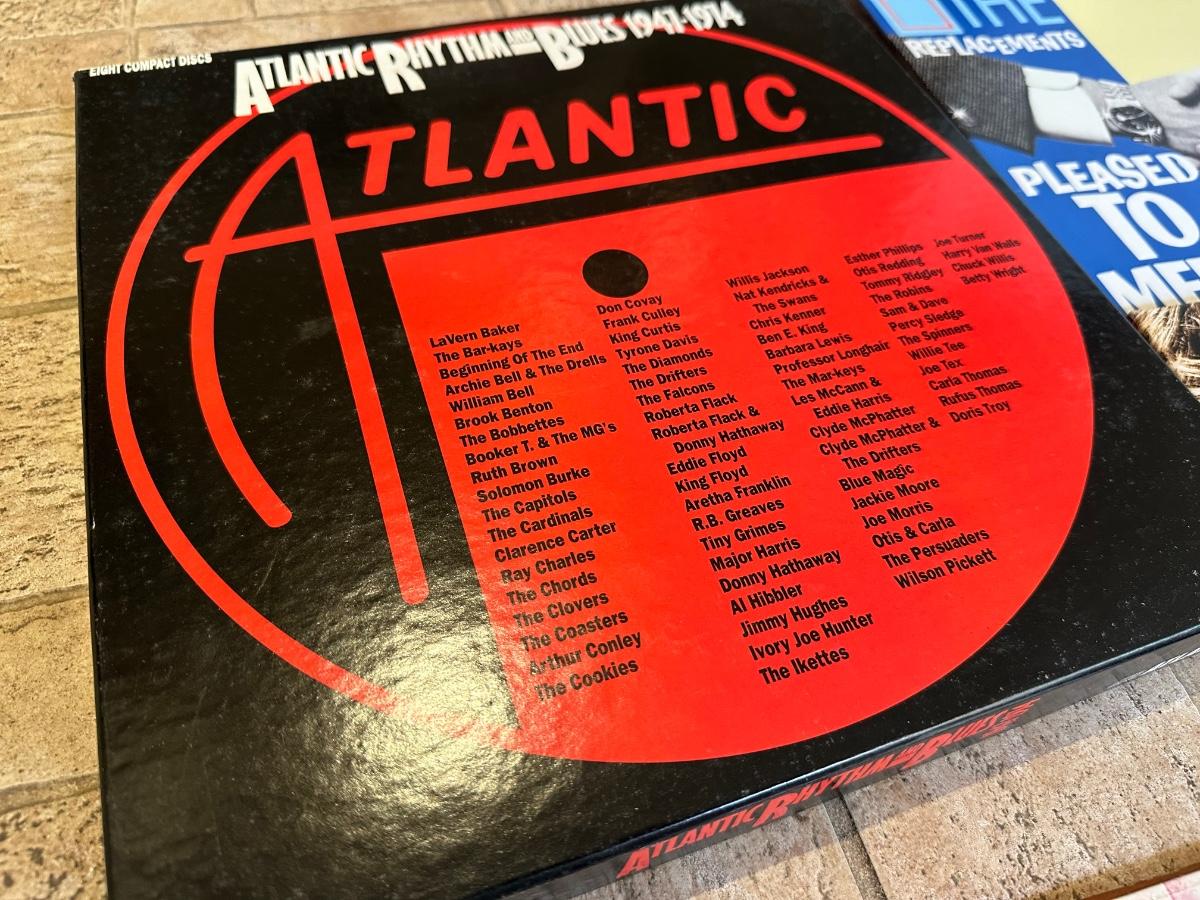 EIGHT COMPACT DISCS
ATLANTIC RHYTHM AND BLUES 1947-1974
ATLANTIC
LaVern Baker
The Bar-kays
Beginning Of The End
Archie Bell & The Drells
William Bell
Brook Benton
The Bobbettes
Booker T. & The MG's
Ruth Brown
Solomon Burke
The Capitols
The Cardinals
Clarence Carter
Ray Charles
The Chords
The Clovers
The Coasters
Arthur Conley
The Cookies
Don Covay
Frank Culley
King Curtis
Tyrone Davis
The Diamonds
The Drifters
The Falcons
Roberta Flack
Roberta Flack &
Donny Hathaway
Eddie Floyd
King Floyd
Aretha Franklin
R.B. Greaves
Tiny Grimes
Major Harris
Donny Hathaway
Al Hibbler
Jimmy Hughes
Ivory Joe Hunter
The Ikettes
Willis Jackson
Nat Kendricks &
The Swans
Chris Kenner
Ben E. King
Barbara Lewis
Professor Longhair
The Mar-keys
Les McCann &
Eddie Harris
Clyde McPhatter
Clyde McPhatter &
The Drifters
Blue Magic
Jackie Moore
Joe Morris
Otis & Carla
The Persuaders
Wilson Pickett
Esther Phillips
Otis Redding
Tommy Ridgley
The Robins
Sam & Dave
Percy Sledge
The Spinners
Willie Tee
Joe Tex
Carla Thomas
Rufus Thomas
Doris Troy
Joe Turner
Harry Van Walls
Chuck Willis
Betty Wright
ATLANTIC RHYTHM AND BLUES
THE
REPLACEMENTS
PLEASED
TO
ME